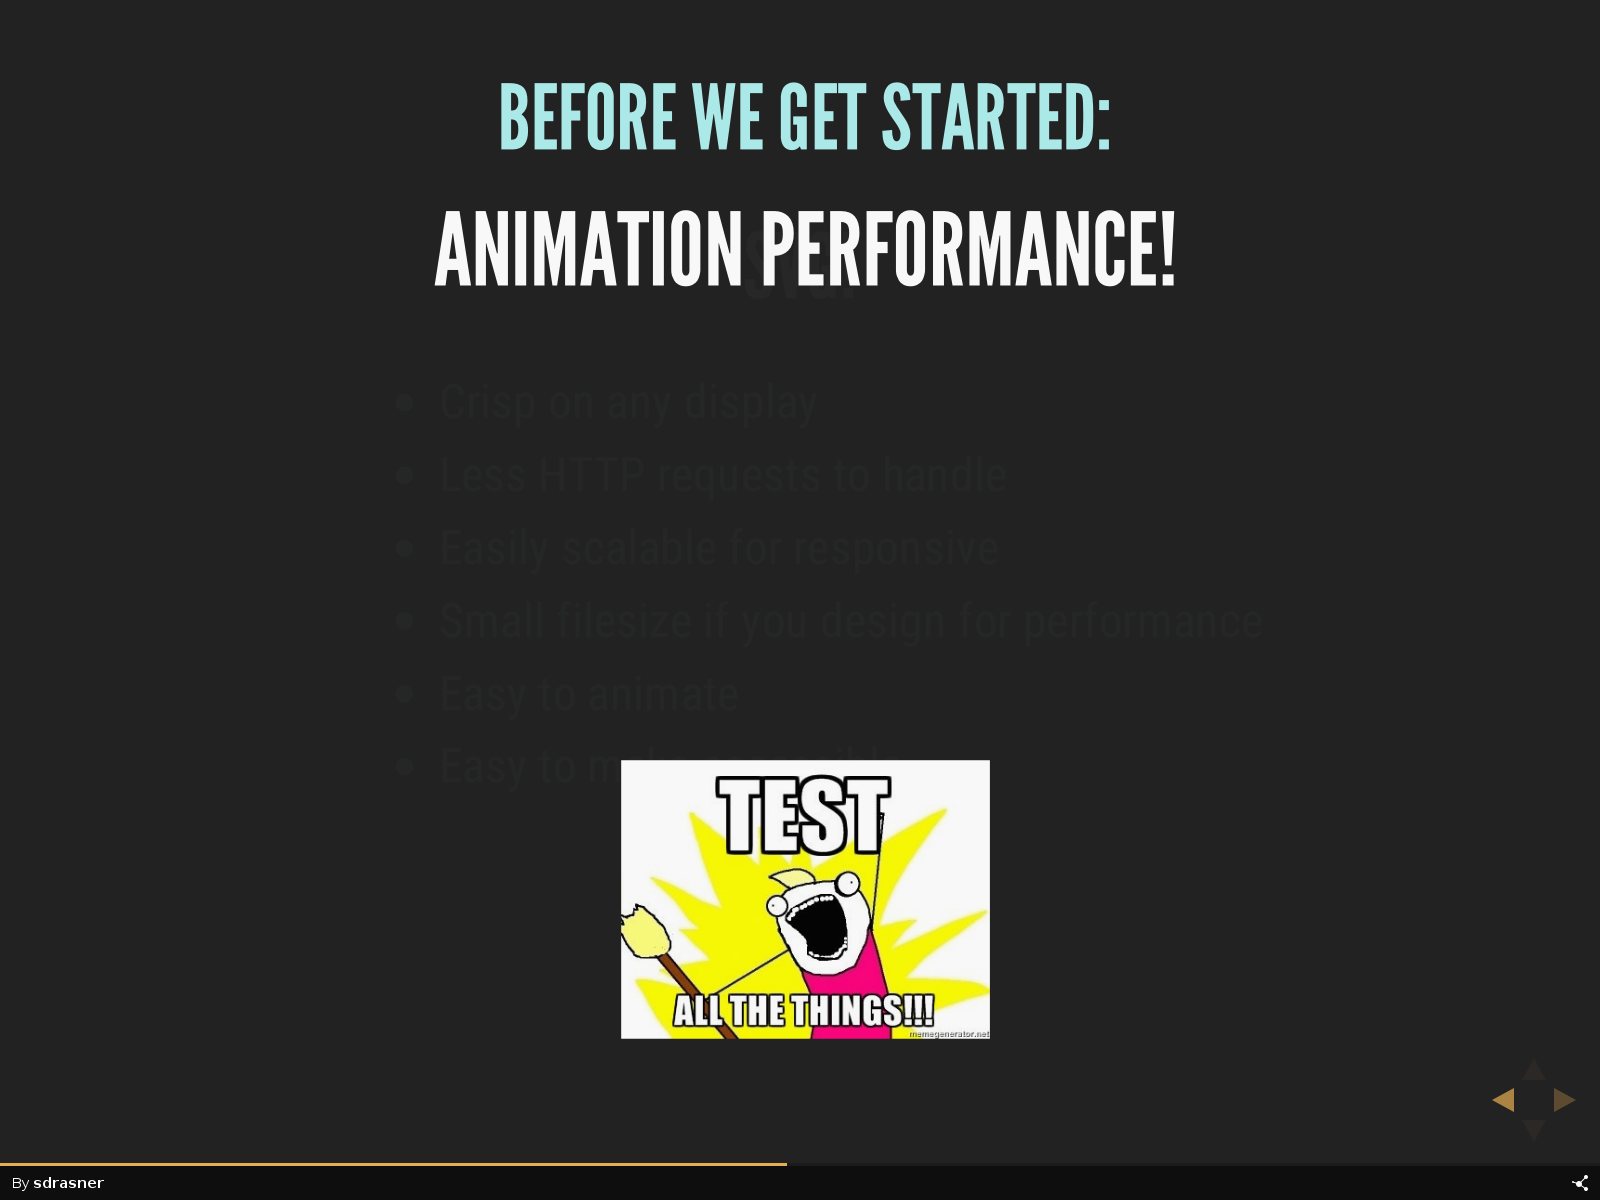 BEFORE WE GET STARTED:
ANIMATION PERFORMANCE!
SVG!
Crisp on any display
Less HTTP requests to handle
Easily scalable for responsive
Small filesize if you design for performance
Easy to animate
Easy to
TEST
ALL THE THINGS!!!
memegenerator.net
By sdrasner